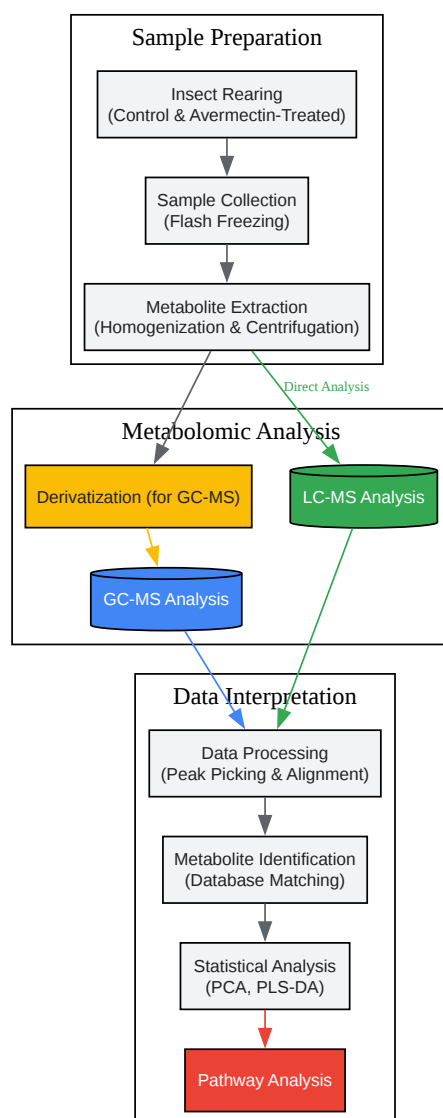 Sample Preparation
Insect Rearing
(Control & Avermectin-Treated)
Sample Collection
(Flash Freezing)
Metabolite Extraction
(Homogenization & Centrifugation)
Direct Analysis
Metabolomic Analysis
Derivatization (for GC-MS)
LC-MS Analysis
GC-MS Analysis
Data Interpretation
Data Processing
(Peak Picking & Alignment)
Metabolite Identification
(Database Matching)
Statistical Analysis
(PCA, PLS-DA)
Pathway Analysis